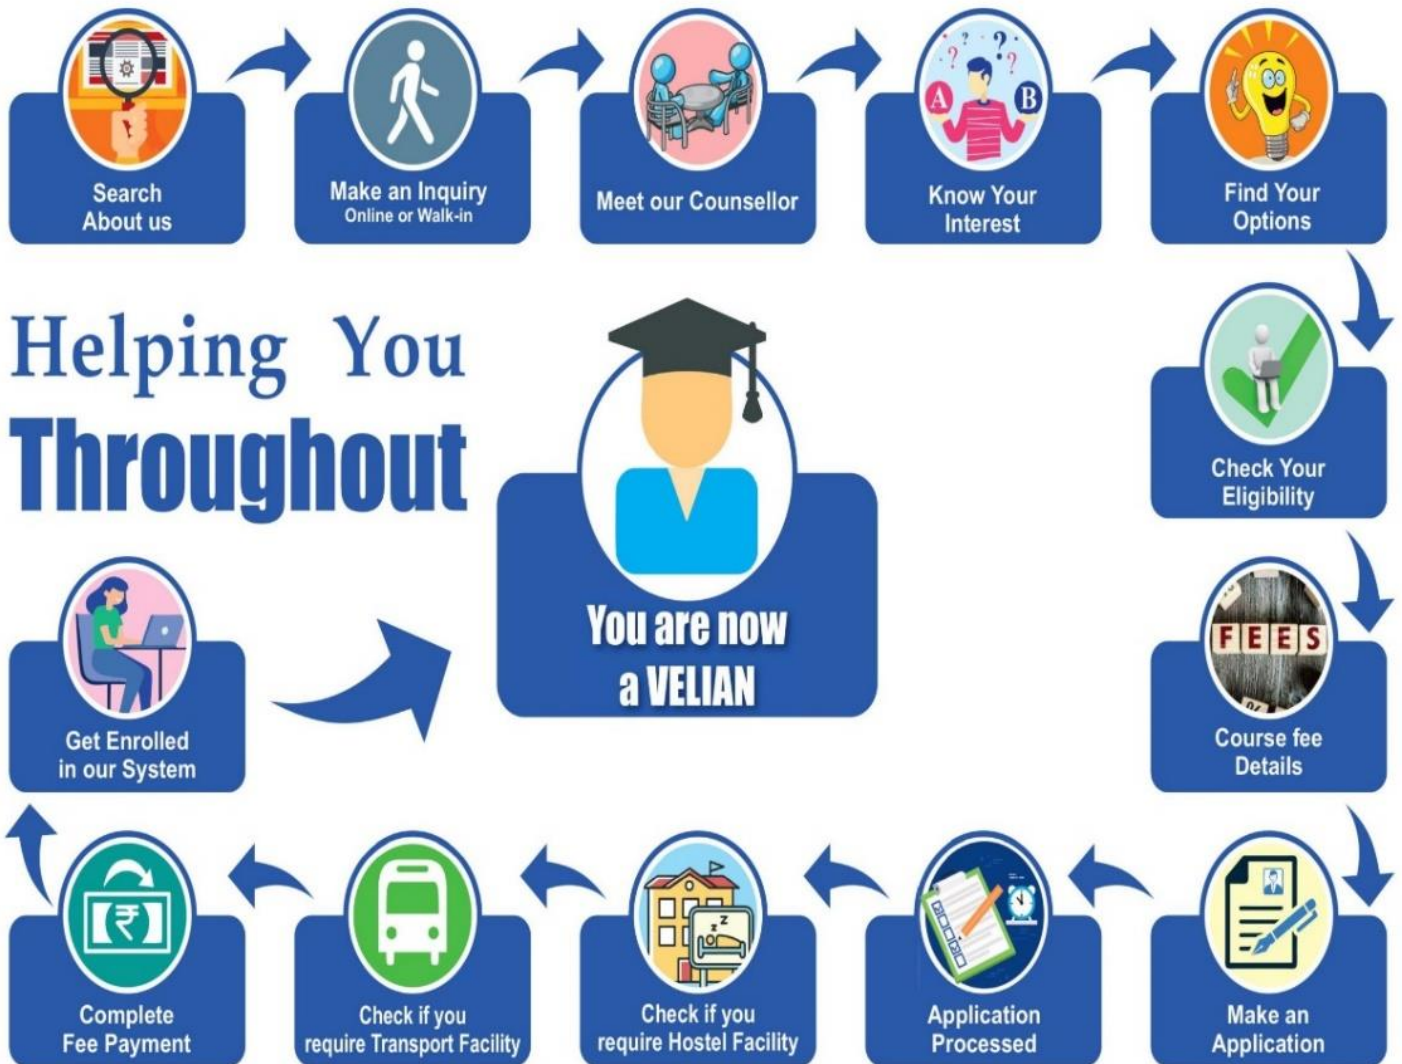 Search
About us
Make an Inquiry
Online or Walk-in
Meet our Counsellor
? ? ? ?
A B
Know Your
Interest
Find Your
Options
Check Your
Eligibility
FEES
%
Course fee
Details
Make an
Application
Application
Processed
z z
Check if you
require Hostel Facility
Check if you
require Transport Facility
₹
Complete
Fee Payment
Get Enrolled
in our System
Helping You
Throughout
You are now
a VELIAN